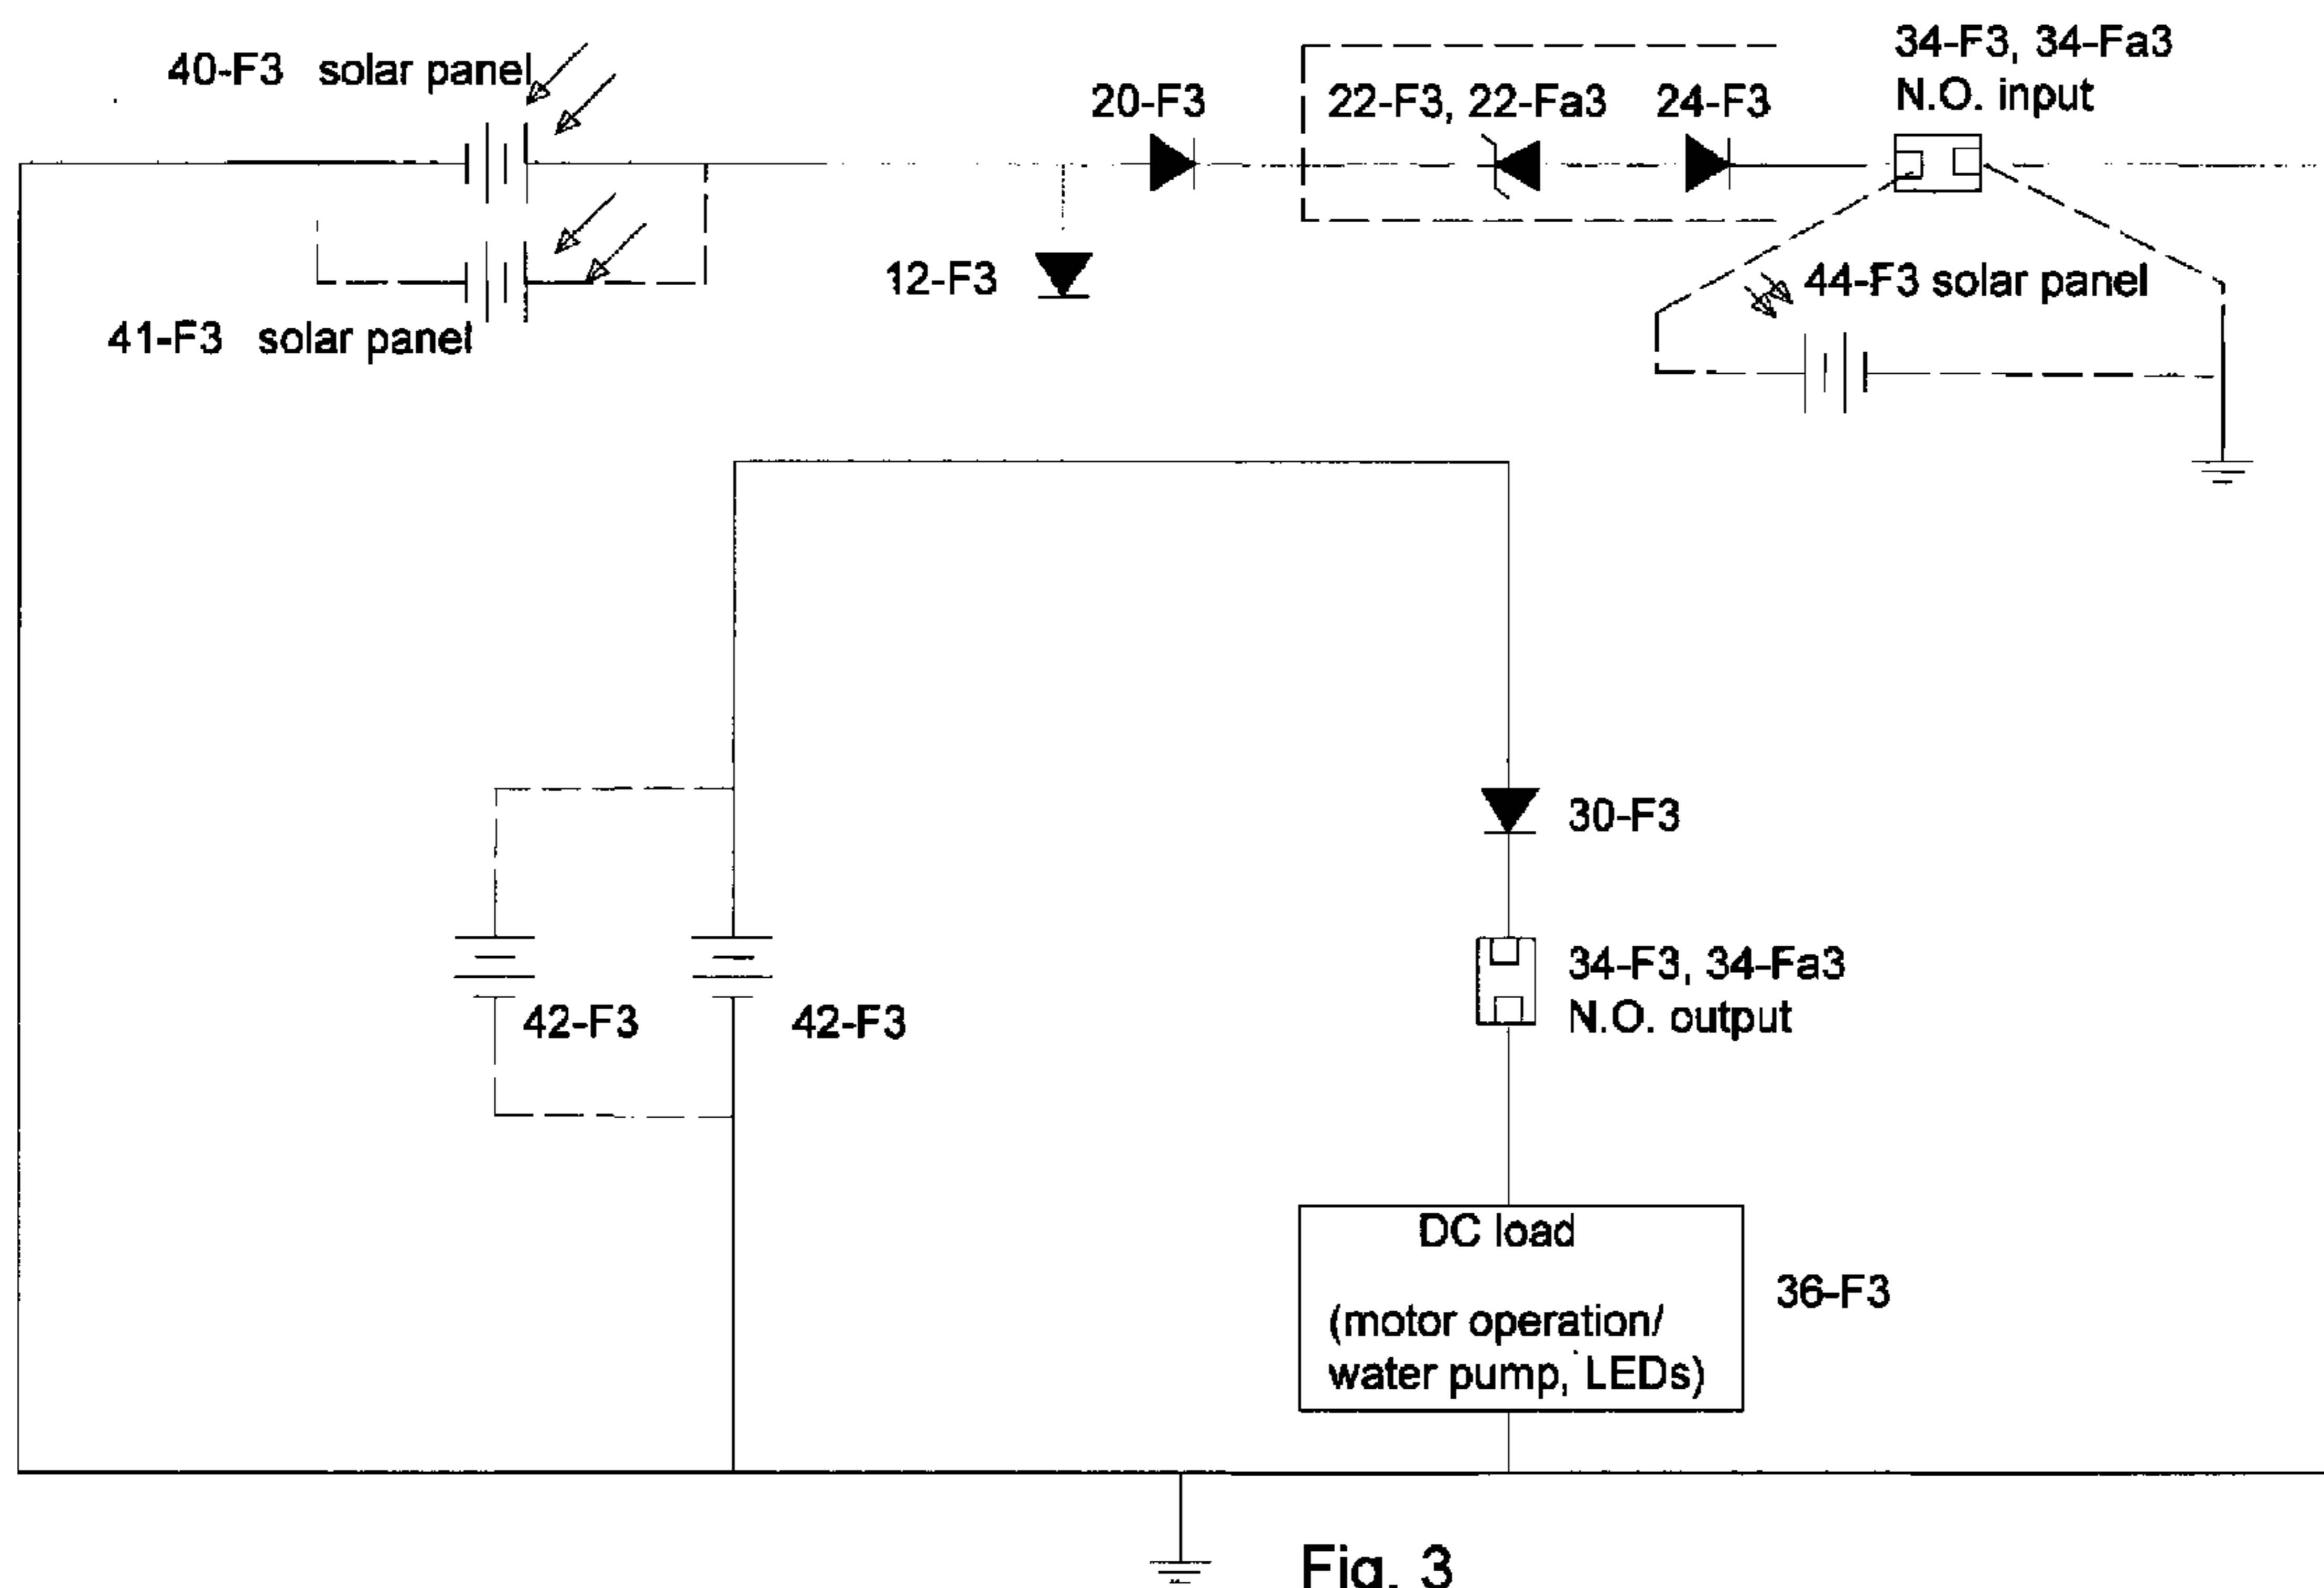 40-F3 solar panel
20-F3
22-F3, 22-Fa3
24-F3
34-F3, 34-Fa3
N.O. input
12-F3
44-F3 solar panel
41-F3 solar panel
30-F3
34-F3, 34-Fa3
N.O. output
42-F3
42-F3
DC load
(motor operation/
water pump, LEDs)
36-F3
Fig. 3